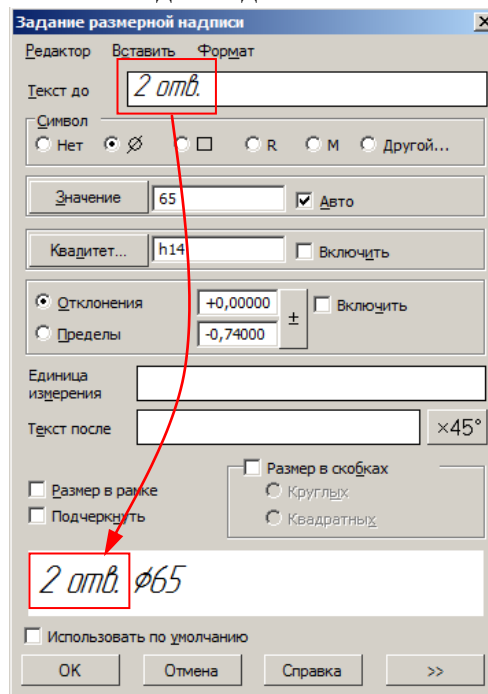 Задание размерной надписи
Редактор Вставить Формат
Текст до 2 отв.
Символ
Нет Ø □ R M Другой...
Значение 65 Авто
Квалитет... h14 Включить
Отклонения +0,00000 ± Включить
Пределы -0,74000
Единица
измерения
Текст после ×45°
Размер в скобках
Размер в рамке Круглых
Подчеркнуть Квадратных
2 отв. ϕ65
Использовать по умолчанию
OK Отмена Справка >>